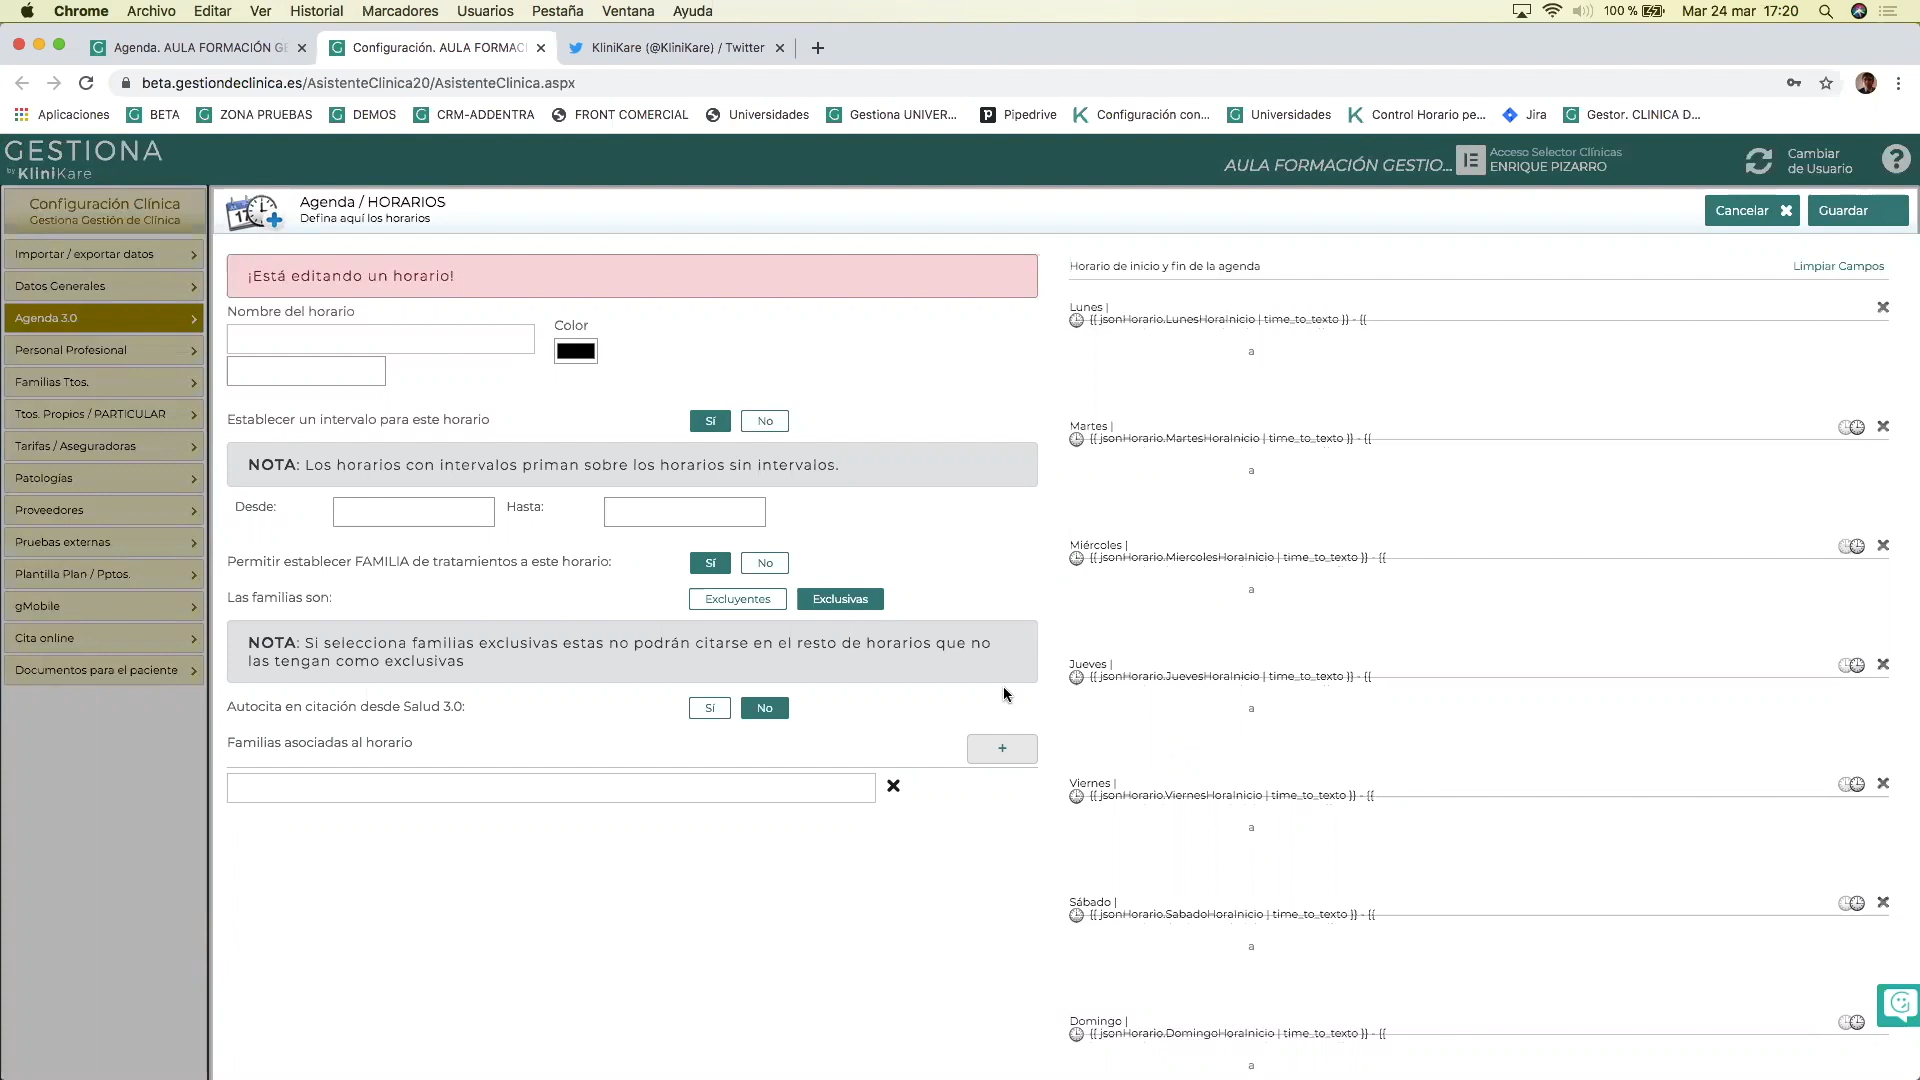 Chrome Archivo Editar Ver Historial Marcadores Usuarios Pestaña Ventana Ayuda 100 % Mar 24 mar 17:20
Agenda. AULA FORMACIÓN GE Configuración. AULA FORMAC KliniKare (@KliniKare) / Twitter
beta.gestiondeclinica.es/AsistenteClinica20/AsistenteClinica.aspx
Aplicaciones BETA ZONA PRUEBAS DEMOS CRM-ADDENTRA FRONT COMERCIAL Universidades Gestiona UNIVER... Pipedrive Configuración con... Universidades Control Horario pe... Jira Gestor. CLINICA D...
GESTIONA
by KliniKare
AULA FORMACIÓN GESTIO...
Acceso Selector Clínicas
ENRIQUE PIZARRO
Cambiar
de Usuario
?
Configuración Clínica
Gestiona Gestión de Clínica
Importar / exportar datos
Datos Generales
Agenda 3.0
Personal Profesional
Familias Ttos.
Ttos. Propios / PARTICULAR
Tarifas / Aseguradoras
Patologías
Proveedores
Pruebas externas
Plantilla Plan / Pptos.
gMobile
Cita online
Documentos para el paciente
17
Agenda / HORARIOS
Defina aquí los horarios
Cancelar Guardar
¡Está editando un horario!
Nombre del horario
Color
Establecer un intervalo para este horario Sí No
NOTA: Los horarios con intervalos priman sobre los horarios sin intervalos.
Desde: Hasta:
Permitir establecer FAMILIA de tratamientos a este horario: Sí No
Las familias son: Excluyentes Exclusivas
NOTA: Si selecciona familias exclusivas estas no podrán citarse en el resto de horarios que no
las tengan como exclusivas
Autocita en citación desde Salud 3.0: Sí No
Familias asociadas al horario +
Horario de inicio y fin de la agenda Limpiar Campos
Lunes |
{{ jsonHorario.LunesHoraInicio | time_to_texto }} - {{
a
Martes |
{{ jsonHorario.MartesHoraInicio | time_to_texto }} - {{
a
Miércoles |
{{ jsonHorario.MiercolesHoraInicio | time_to_texto }} - {{
a
Jueves |
{{ jsonHorario.JuevesHoraInicio | time_to_texto }} - {{
a
Viernes |
{{ jsonHorario.ViernesHoraInicio | time_to_texto }} - {{
a
Sábado |
{{ jsonHorario.SabadoHoraInicio | time_to_texto }} - {{
a
Domingo |
{{ jsonHorario.DomingoHoraInicio | time_to_texto }} - {{
a